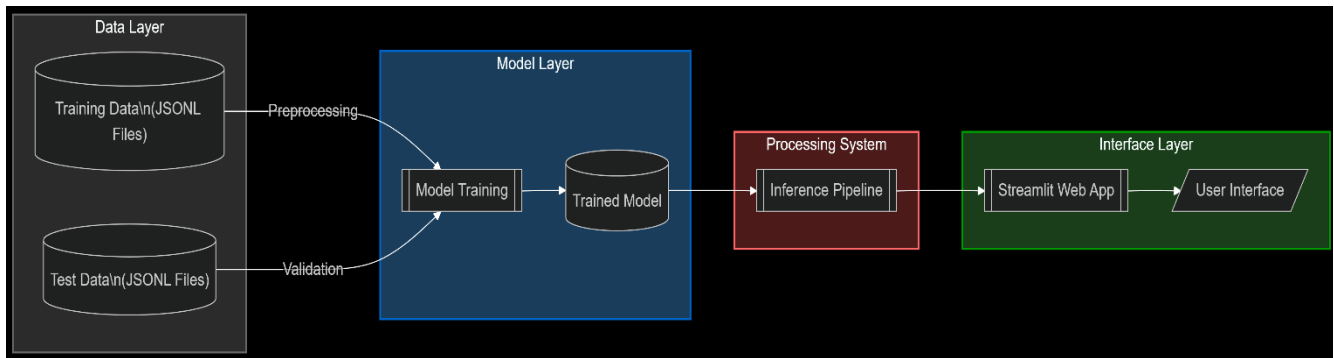 Data Layer
Training Data\n(JSONL
Files)
Test Data\n(JSONL Files)
Preprocessing
Validation
Model Layer
Model Training
Trained Model
Processing System
Inference Pipeline
Interface Layer
Streamlit Web App
User Interface